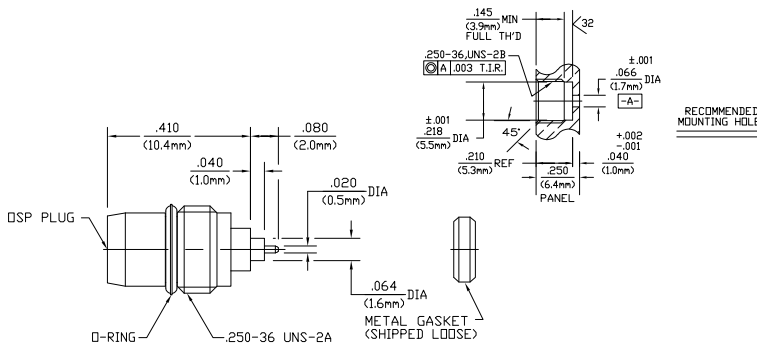 .145 MIN
(3.9mm)
FULL TH'D
32
.250-36,UNS-2B
A .003 T.I.R.
±.001
.066 DIA
(1.7mm)
-A-
RECOMMENDED
MOUNTING HOLE
±.001
.218 DIA
(5.5mm)
45°
.210 REF
(5.3mm)
.250
(6.4mm)
PANEL
+.002
-.001
.040
(1.0mm)
.410
(10.4mm)
.080
(2.0mm)
.040
(1.0mm)
.020 DIA
(0.5mm)
OSP PLUG
.064 DIA
(1.6mm)
O-RING
.250-36 UNS-2A
METAL GASKET
(SHIPPED LOOSE)